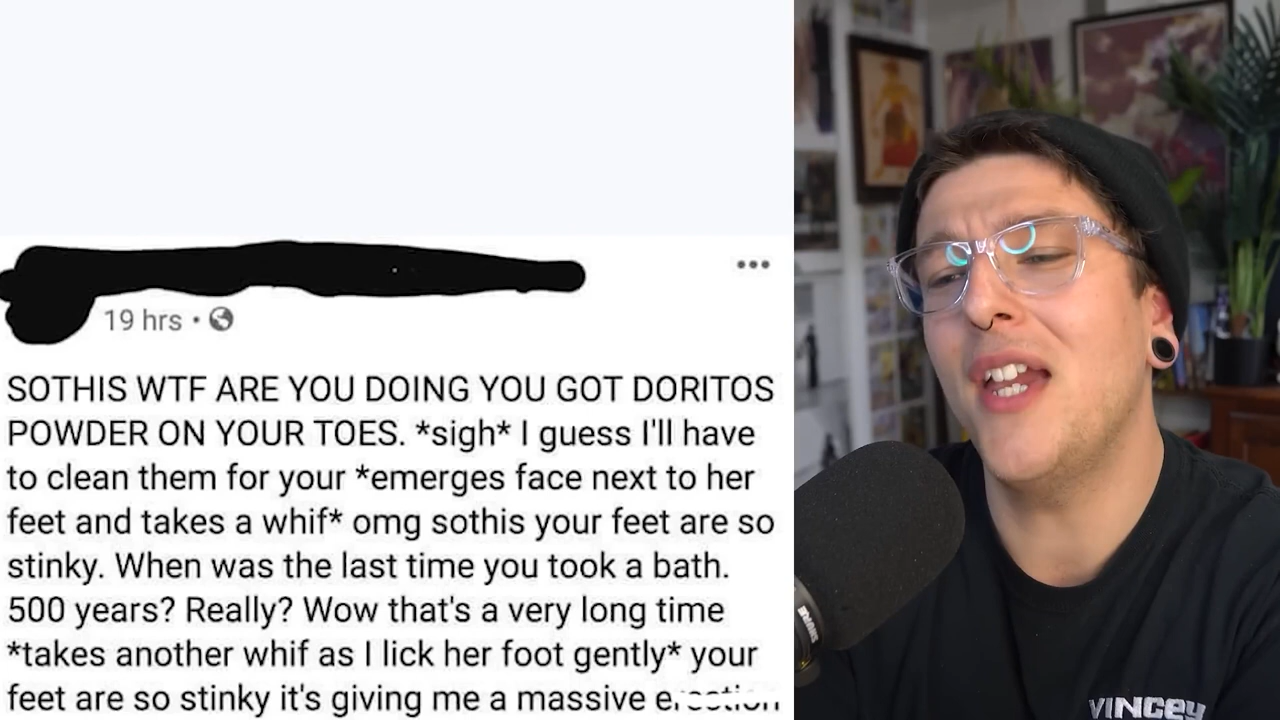 19 hrs •
SOTHIS WTF ARE YOU DOING YOU GOT DORITOS
POWDER ON YOUR TOES. *sigh* I guess I'll have
to clean them for your *emerges face next to her
feet and takes a whif* omg sothis your feet are so
stinky. When was the last time you took a bath.
500 years? Really? Wow that's a very long time
*takes another whif as I lick her foot gently* your
feet are so stinky it's giving me a massive erection
VINCEY